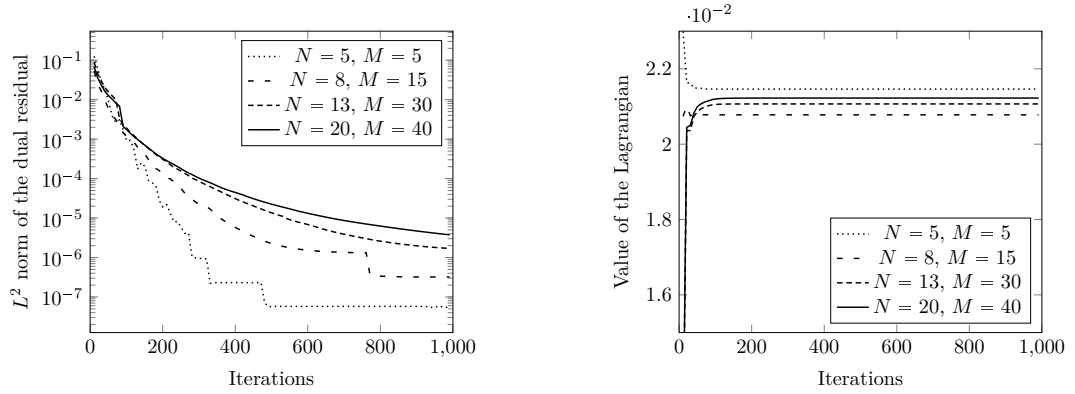 L² norm of the dual residual
10⁻¹
10⁻²
10⁻³
10⁻⁴
10⁻⁵
10⁻⁶
10⁻⁷
N = 5, M = 5
N = 8, M = 15
N = 13, M = 30
N = 20, M = 40
0 200 400 600 800 1,000
Iterations
·10⁻²
Value of the Lagrangian
2.2
2
1.8
1.6
N = 5, M = 5
N = 8, M = 15
N = 13, M = 30
N = 20, M = 40
0 200 400 600 800 1,000
Iterations